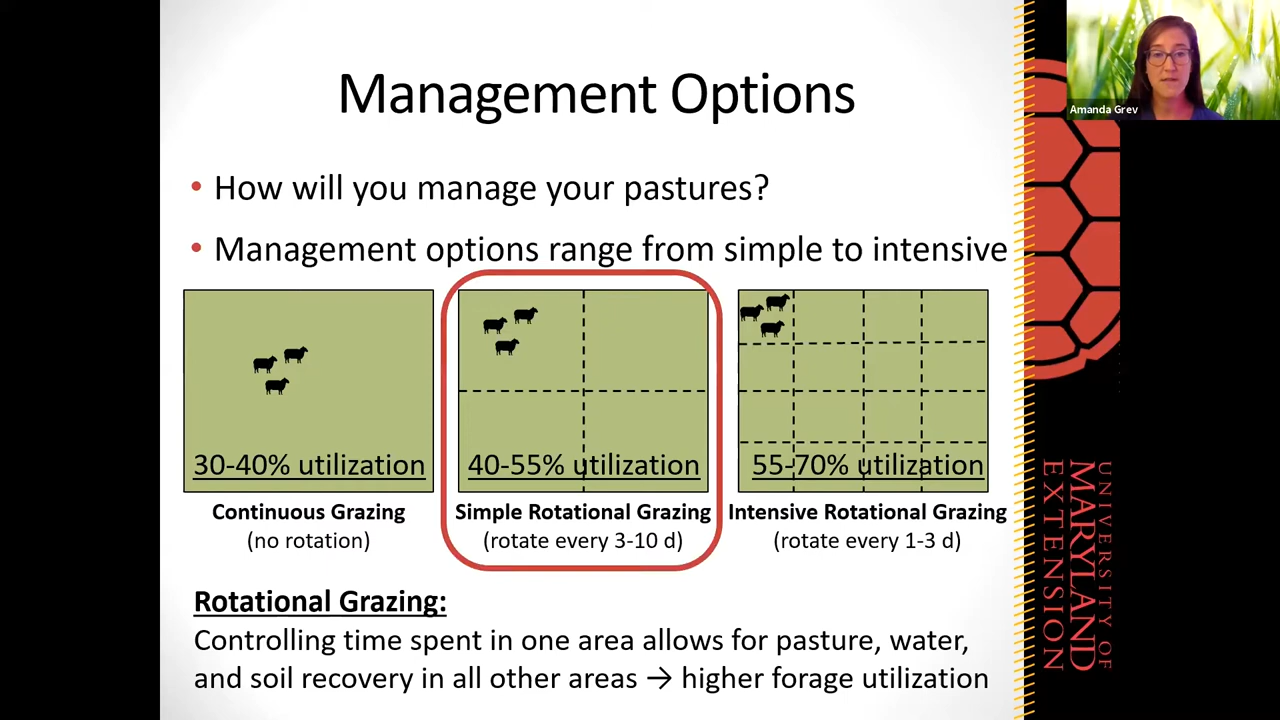 Management Options
• How will you manage your pastures?
• Management options range from simple to intensive
30-40% utilization
40-55% utilization
55-70% utilization
Continuous Grazing
(no rotation)
Simple Rotational Grazing
(rotate every 3-10 d)
Intensive Rotational Grazing
(rotate every 1-3 d)
Rotational Grazing:
Controlling time spent in one area allows for pasture, water,
and soil recovery in all other areas → higher forage utilization
Amanda Grev
UNIVERSITY OF
MARYLAND
EXTENSION